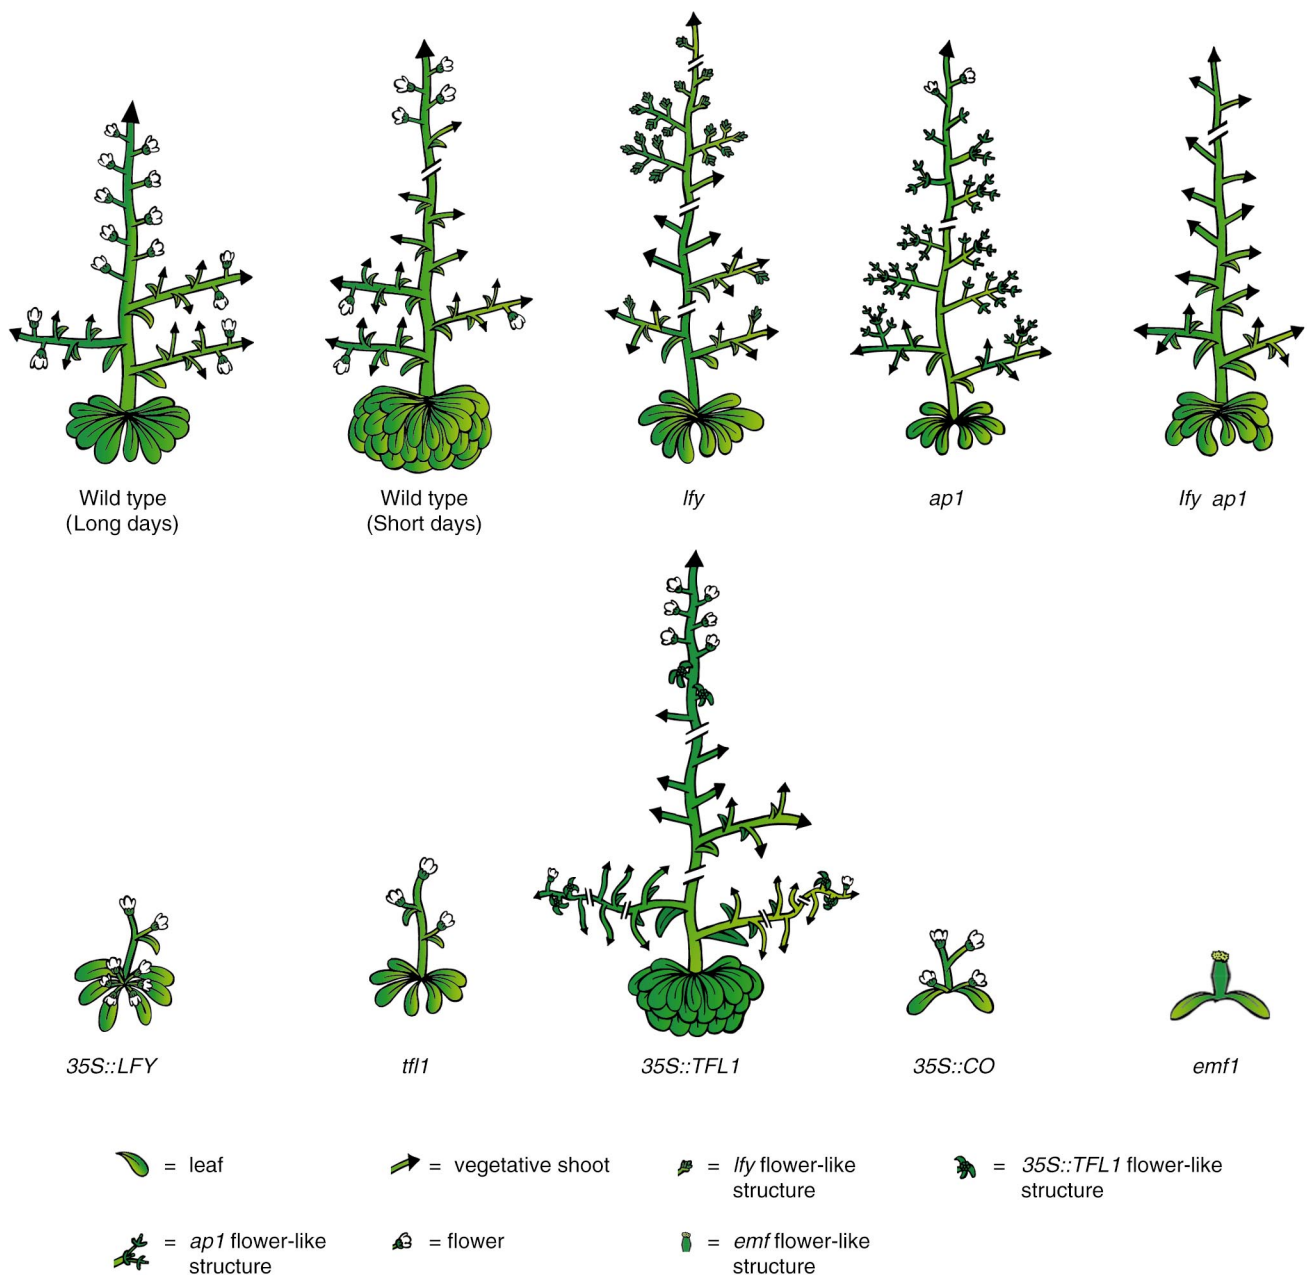 Wild type
(Long days)
Wild type
(Short days)
lfy
ap1
lfy ap1
35S::LFY
tfl1
35S::TFL1
35S::CO
emf1
= leaf
= vegetative shoot
= lfy flower-like
structure
= 35S::TFL1 flower-like
structure
= ap1 flower-like
structure
= flower
= emf flower-like
structure